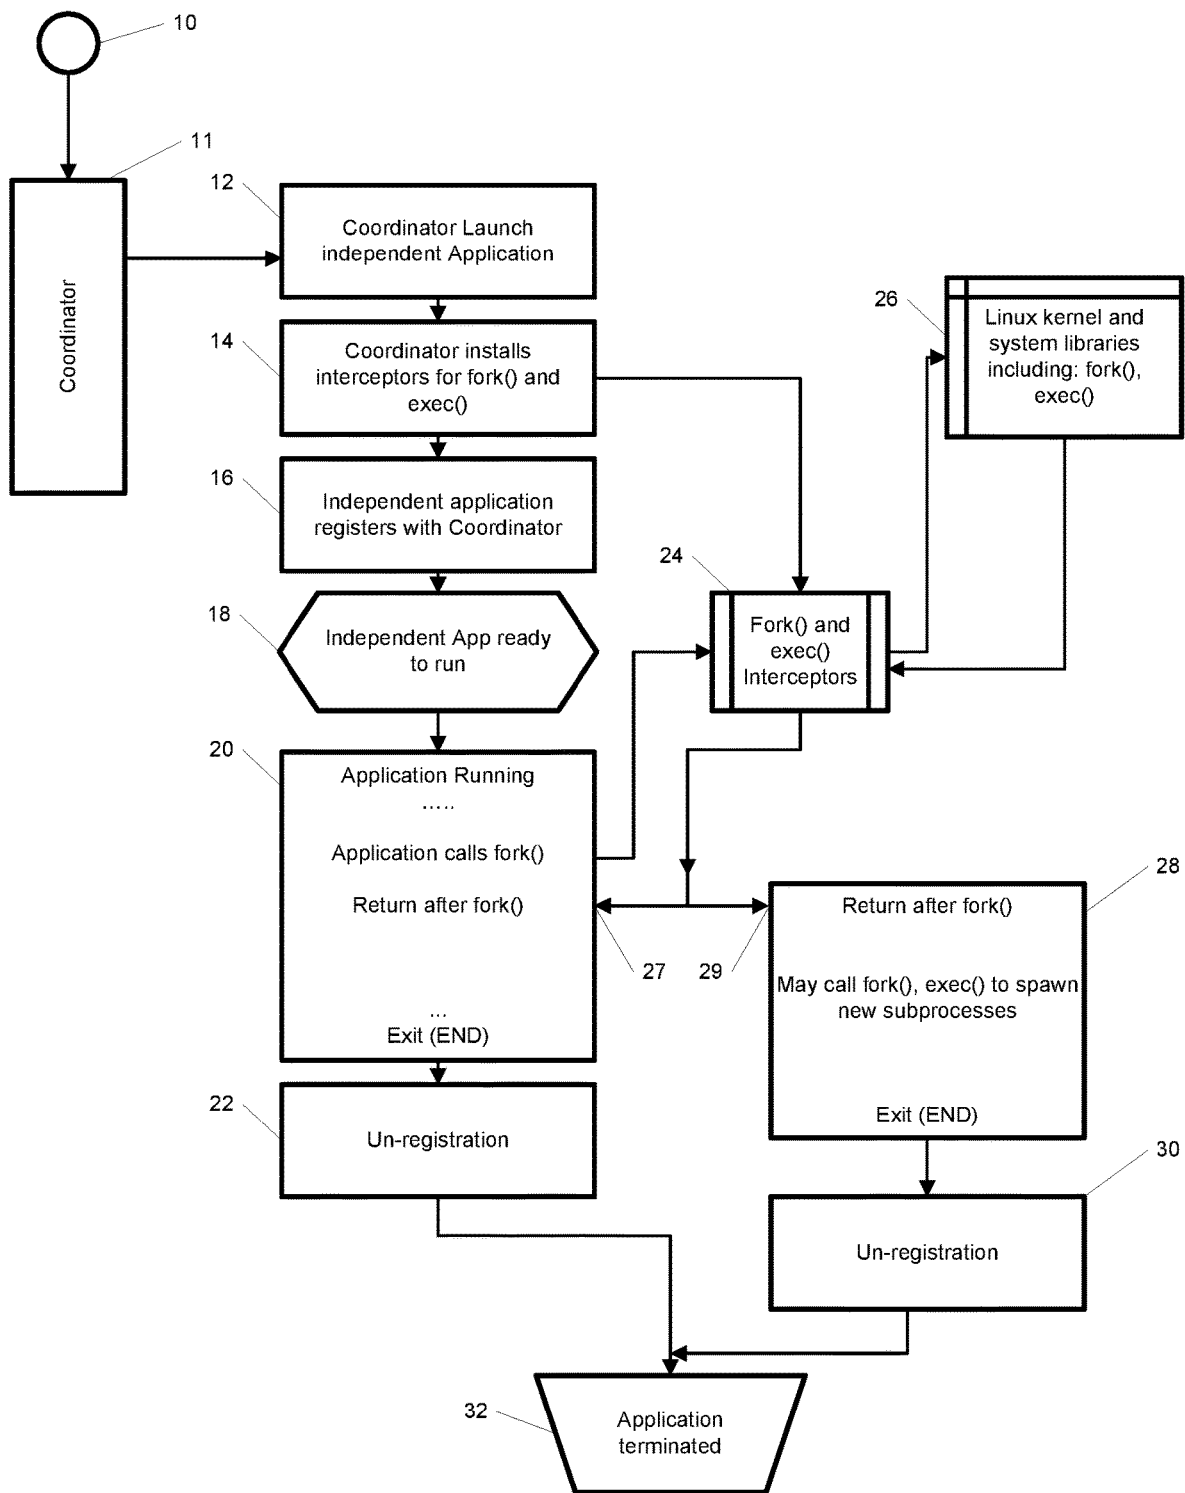 10
11
Coordinator
12
Coordinator Launch
independent Application
14
Coordinator installs
interceptors for fork() and
exec()
16
Independent application
registers with Coordinator
18
Independent App ready
to run
26
Linux kernel and
system libraries
including: fork(),
exec()
24
Fork() and
exec()
Interceptors
20
Application Running
.....
Application calls fork()
Return after fork()
...
Exit (END)
27
29
28
Return after fork()
May call fork(), exec() to spawn
new subprocesses
Exit (END)
22
Un-registration
30
Un-registration
32
Application
terminated